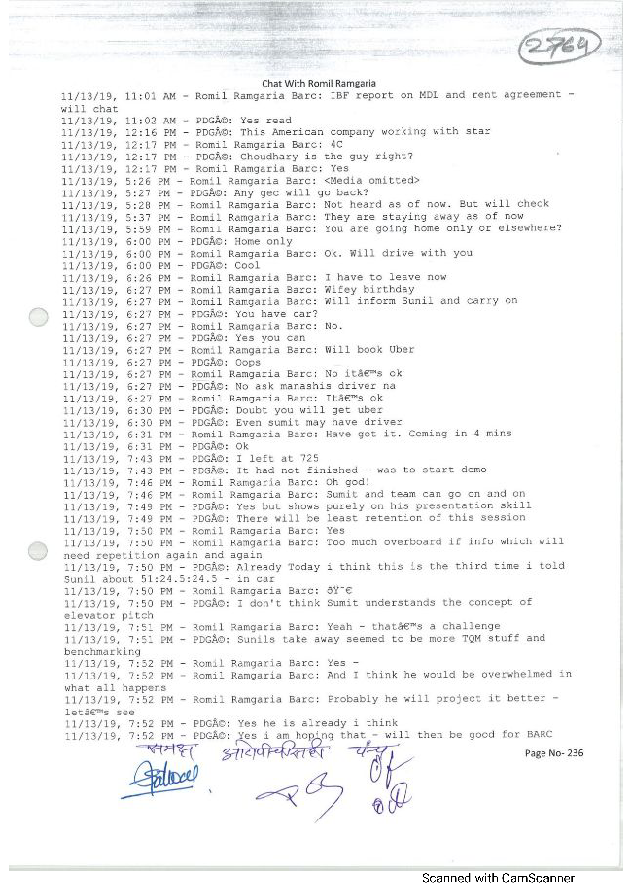 2764
Chat With Romil Ramgaria
11/13/19, 11:01 AM - Romil Ramgaria Barc: IBF report on MDI and rent agreement -
will chat
11/13/19, 11:02 AM - PDGÂ©: Yes read
11/13/19, 12:16 PM - PDGÂ©: This American company working with star
11/13/19, 12:17 PM - Romil Ramgaria Barc: 4C
11/13/19, 12:17 PM - PDGÂ©: Choudhary is the guy right?
11/13/19, 12:17 PM - Romil Ramgaria Barc: Yes
11/13/19, 5:26 PM - Romil Ramgaria Barc: <Media omitted>
11/13/19, 5:27 PM - PDGÂ©: Any gec will go back?
11/13/19, 5:28 PM - Romil Ramgaria Barc: Not heard as of now. But will check
11/13/19, 5:37 PM - Romil Ramgaria Barc: They are staying away as of now
11/13/19, 5:59 PM - Romil Ramgaria Barc: You are going home only or elsewhere?
11/13/19, 6:00 PM - PDGÂ©: Home only
11/13/19, 6:00 PM - Romil Ramgaria Barc: Ok. Will drive with you
11/13/19, 6:00 PM - PDGÂ©: Cool
11/13/19, 6:26 PM - Romil Ramgaria Barc: I have to leave now
11/13/19, 6:27 PM - Romil Ramgaria Barc: Wifey birthday
11/13/19, 6:27 PM - Romil Ramgaria Barc: Will inform Sunil and carry on
11/13/19, 6:27 PM - PDGÂ©: You have car?
11/13/19, 6:27 PM - Romil Ramgaria Barc: No.
11/13/19, 6:27 PM - PDGÂ©: Yes you can
11/13/19, 6:27 PM - Romil Ramgaria Barc: Will book Uber
11/13/19, 6:27 PM - PDGÂ©: Oops
11/13/19, 6:27 PM - Romil Ramgaria Barc: No itâ€™s ok
11/13/19, 6:27 PM - PDGÂ©: No ask marashis driver na
11/13/19, 6:27 PM - Romil Ramgaria Barc: Itâ€™s ok
11/13/19, 6:30 PM - PDGÂ©: Doubt you will get uber
11/13/19, 6:30 PM - PDGÂ©: Even sumit may have driver
11/13/19, 6:31 PM - Romil Ramgaria Barc: Have got it. Coming in 4 mins
11/13/19, 6:31 PM - PDGÂ©: Ok
11/13/19, 7:43 PM - PDGÂ©: I left at 725
11/13/19, 7:43 PM - PDGÂ©: It had not finished - was to start demo
11/13/19, 7:46 PM - Romil Ramgaria Barc: Oh god!
11/13/19, 7:46 PM - Romil Ramgaria Barc: Sumit and team can go on and on
11/13/19, 7:49 PM - PDGÂ©: Yes but shows purely on his presentation skill
11/13/19, 7:49 PM - PDGÂ©: There will be least retention of this session
11/13/19, 7:50 PM - Romil Ramgaria Barc: Yes
11/13/19, 7:50 PM - Romil Ramgaria Barc: Too much overboard if info which will
need repetition again and again
11/13/19, 7:50 PM - PDGÂ©: Already Today i think this is the third time i told
Sunil about 51:24.5:24.5 - in car
11/13/19, 7:50 PM - Romil Ramgaria Barc: ðŸ˜€
11/13/19, 7:50 PM - PDGÂ©: I don't think Sumit understands the concept of
elevator pitch
11/13/19, 7:51 PM - Romil Ramgaria Barc: Yeah - thatâ€™s a challenge
11/13/19, 7:51 PM - PDGÂ©: Sunils take away seemed to be more TQM stuff and
benchmarking
11/13/19, 7:52 PM - Romil Ramgaria Barc: Yes -
11/13/19, 7:52 PM - Romil Ramgaria Barc: And I think he would be overwhelmed in
what all happens
11/13/19, 7:52 PM - Romil Ramgaria Barc: Probably he will project it better -
letâ€™s see
11/13/19, 7:52 PM - PDGÂ©: Yes he is already i think
11/13/19, 7:52 PM - PDGÂ©: Yes i am hoping that - will then be good for BARC
समक्ष
Page No- 236
Scanned with CamScanner